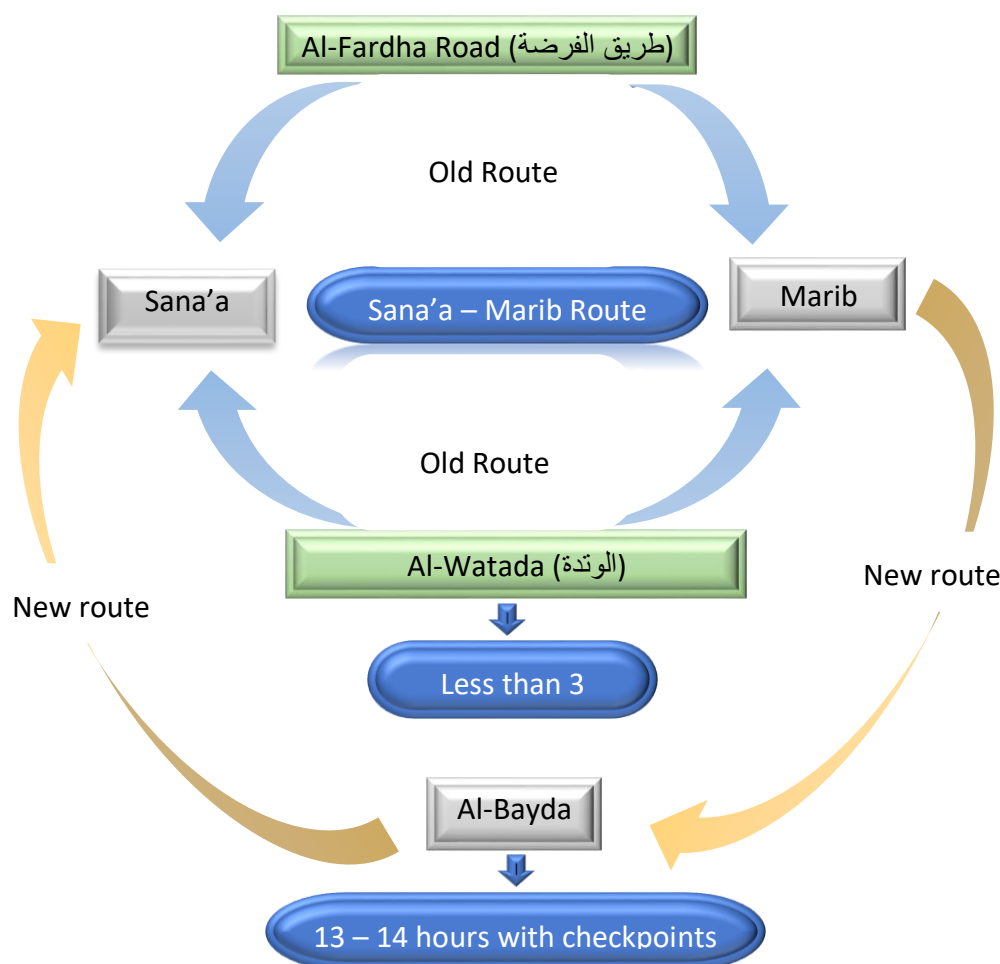 Al-Fardha Road (طريق الفرضة)
Old Route
Sana’a
Sana’a – Marib Route
Marib
Old Route
Al-Watada (الوتدة)
New route
New route
Less than 3
Al-Bayda
13 – 14 hours with checkpoints